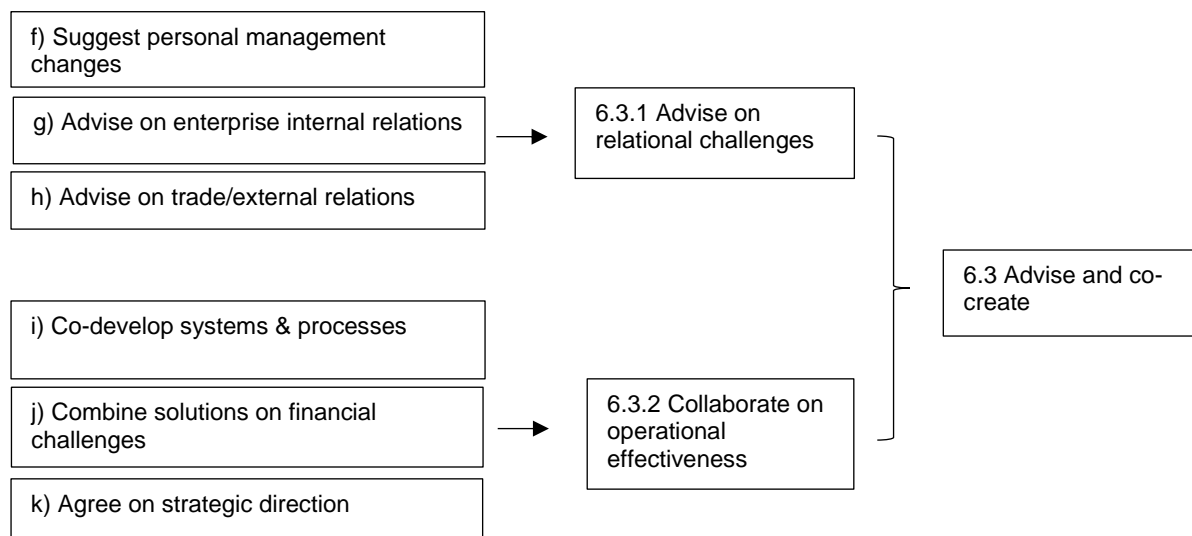 f) Suggest personal management
changes
g) Advise on enterprise internal relations
h) Advise on trade/external relations
6.3.1 Advise on
relational challenges
i) Co-develop systems & processes
j) Combine solutions on financial
challenges
k) Agree on strategic direction
6.3.2 Collaborate on
operational
effectiveness
6.3 Advise and co-
create